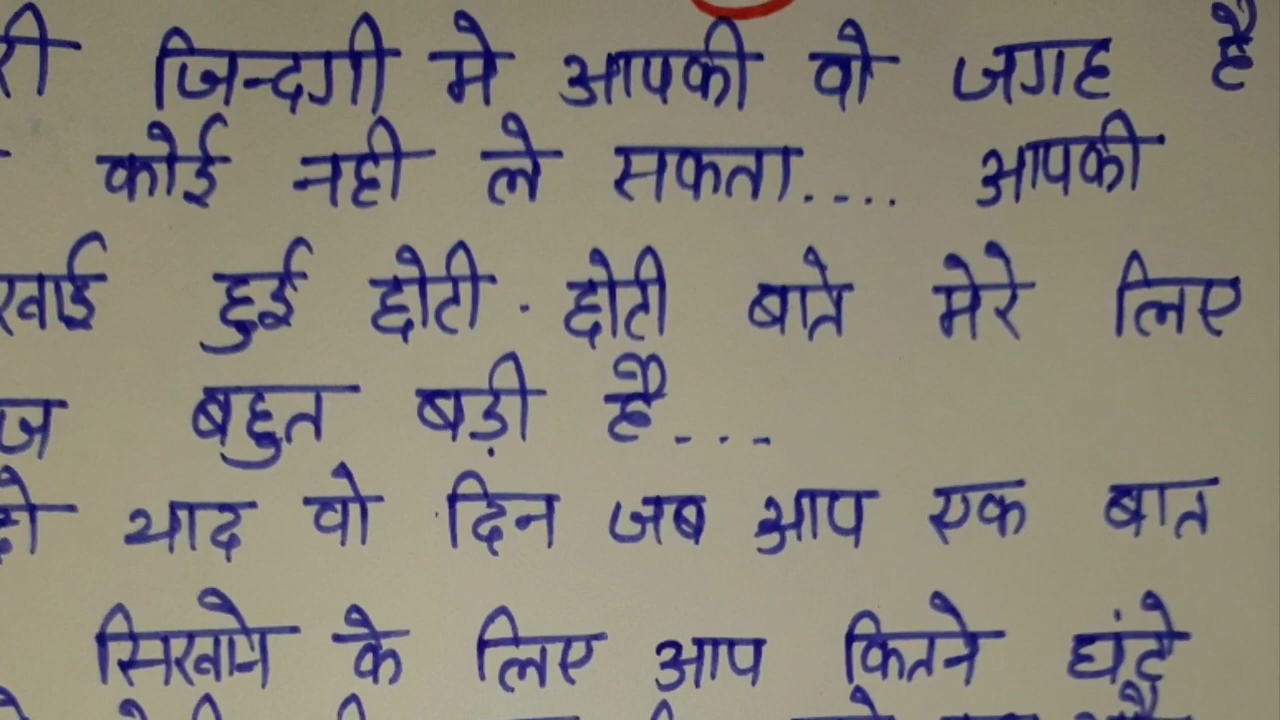 री जिन्दगी मे आपकी वो जगह है
कोई नही ले सकता.... आपकी
खाई हुई छोटी - छोटी बाते मेरे लिए
ज बहुत बड़ी है....
याद वो दिन जब आप एक बात
सिखाने के लिए आप कितने घंटे